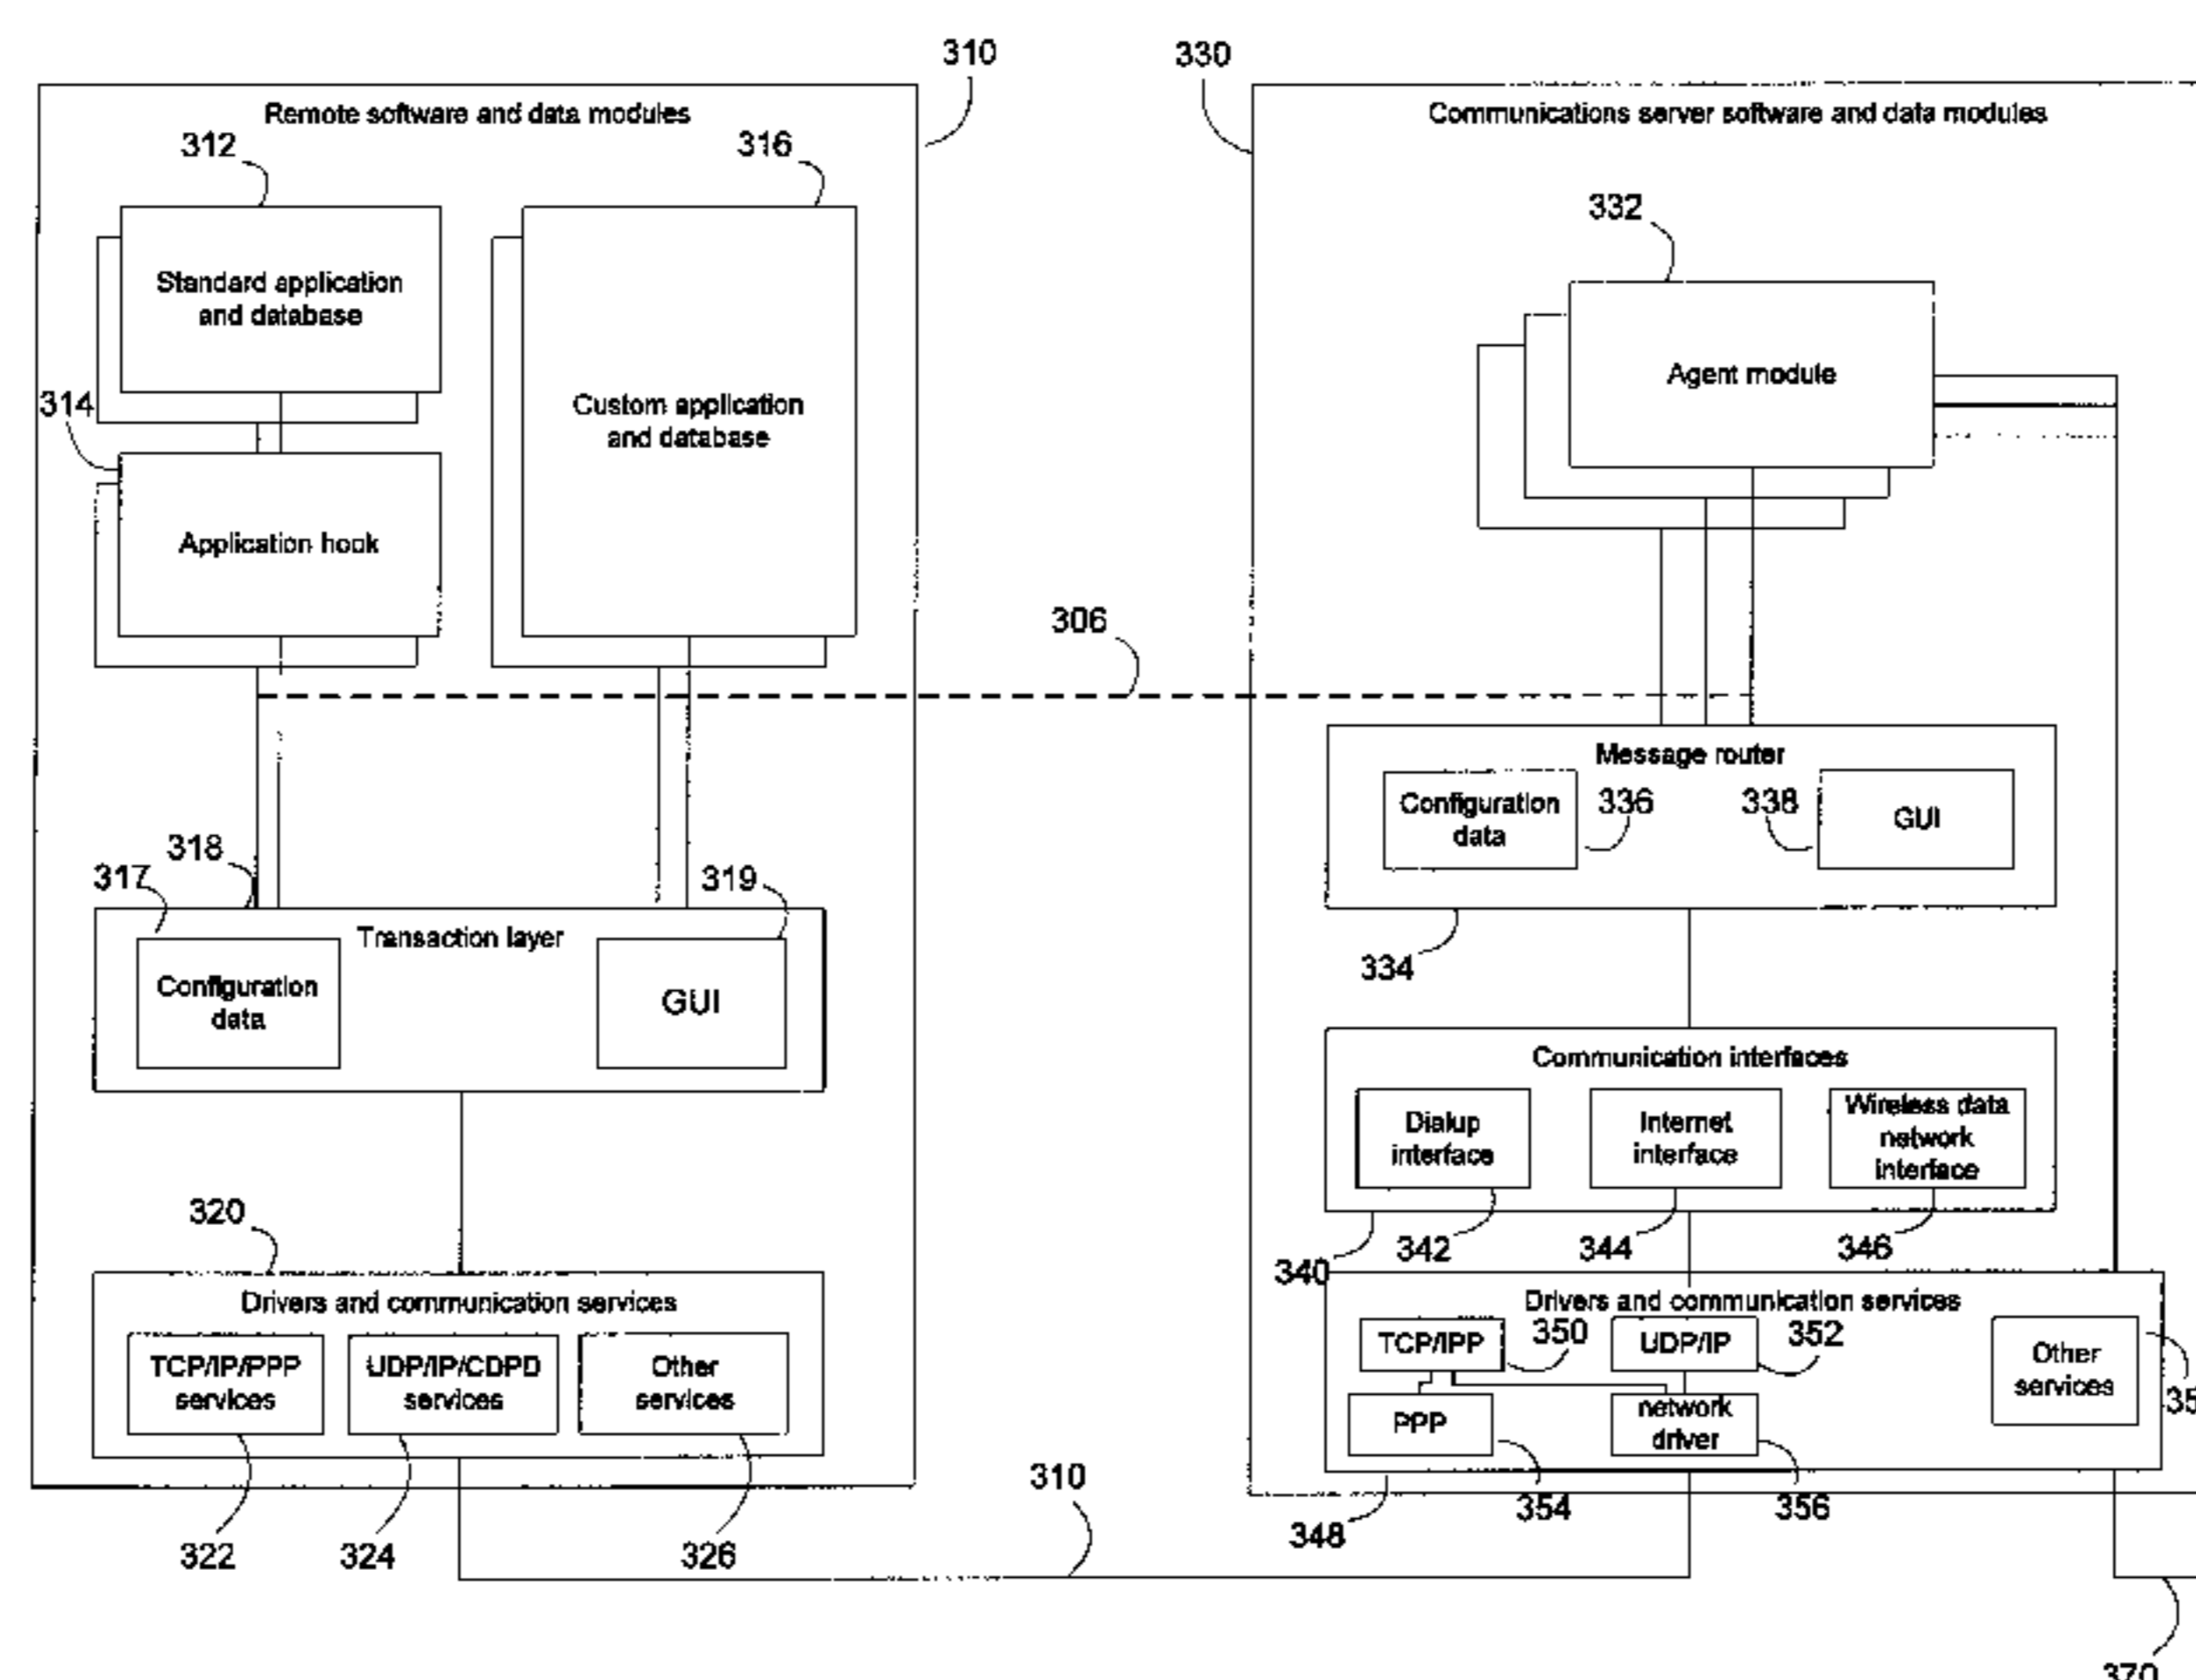 310
330
Remote software and data modules
Communications server software and data modules
312
316
332
Standard application
and database
Agent module
314
Custom application
and database
Application hook
306
Message router
Configuration
data
336
338
GUI
318
317
319
334
Transaction layer
Configuration
data
GUI
Communication interfaces
Dialup
interface
Internet
interface
Wireless data
network
interface
320
342
344
346
340
Drivers and communication services
Drivers and communication services
TCP/IP/PPP
services
UDP/IP/CDPD
services
Other
services
TCP/IPP
350
UDP/IP
352
Other
services
PPP
network
driver
310
354
356
348
322
324
326
370